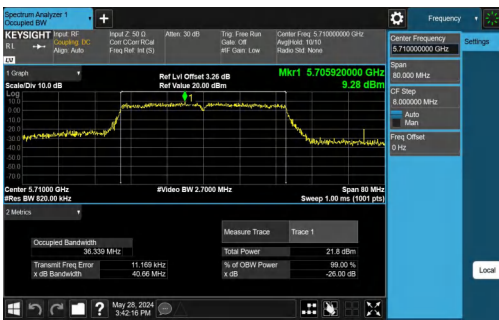 Spectrum Analyzer 1
Occupied BW
Frequency
KEYSIGHT
RL
Input: RF
Coupling: DC
Align: Auto
Input Z: 50 Ω
Corr CCorr RCal
Freq Ref: Int (S)
Atten: 30 dB
Trig: Free Run
Gate: Off
#IF Gain: Low
Center Freq: 5.710000000 GHz
Avg|Hold: 10/10
Radio Std: None
LW
Center Frequency
5.710000000 GHz
Settings
Span
80.000 MHz
CF Step
8.000000 MHz
Auto
Man
Freq Offset
0 Hz
Local
1 Graph
Scale/Div 10.0 dB
Ref Lvl Offset 3.26 dB
Ref Value 20.00 dBm
Mkr1 5.705920000 GHz
9.28 dBm
Log
10.0
0.00
-10.0
-20.0
-30.0
-40.0
-50.0
-60.0
-70.0
1
Center 5.71000 GHz
#Res BW 820.00 kHz
#Video BW 2.7000 MHz
Span 80 MHz
Sweep 1.00 ms (1001 pts)
2 Metrics
Measure Trace
Trace 1
Occupied Bandwidth
36.339 MHz
Total Power
21.8 dBm
Transmit Freq Error
11.169 kHz
% of OBW Power
99.00 %
x dB Bandwidth
40.66 MHz
x dB
-26.00 dB
?
May 28, 2024
3:42:16 PM